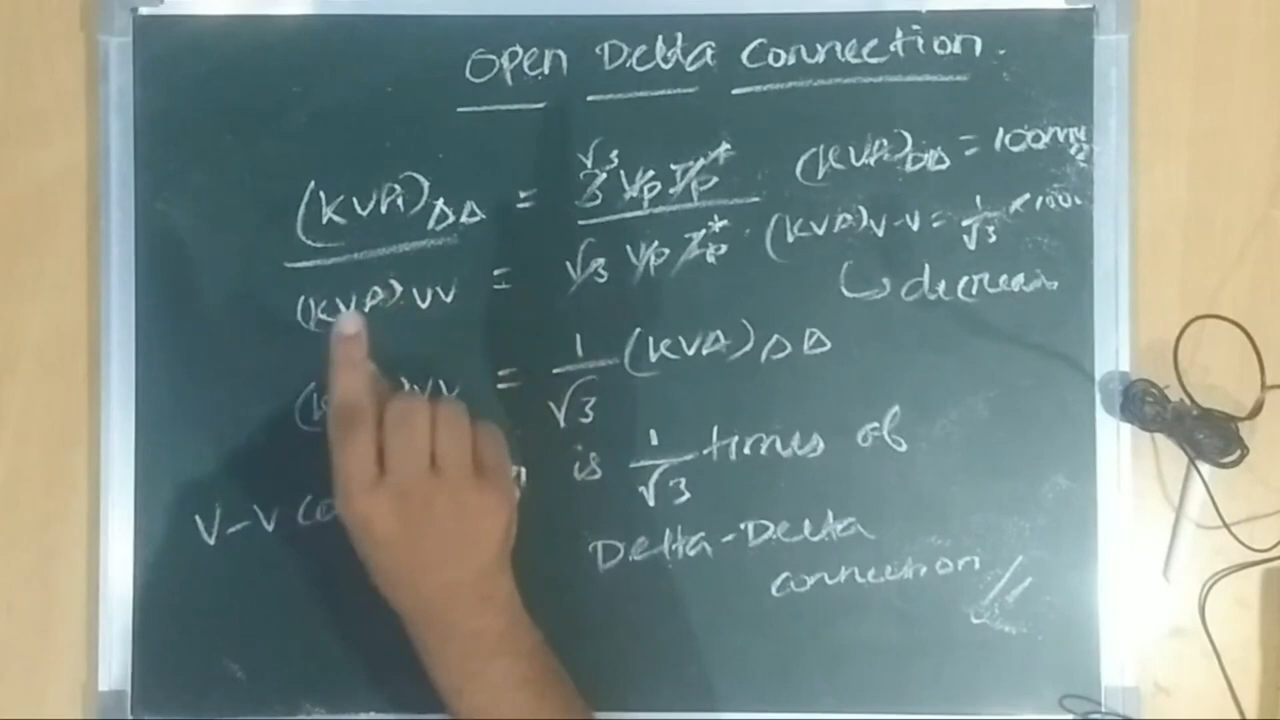 Open Delta Connection.
(KVA)ΔΔ = √3 3 Vp Ip*
(KVA)ΔΔ = 100
(KVA)VV = √3 Vp Ip*
(KVA)V-V = 1/√3 × 100
↳ decrease
VV = 1/√3 (KVA)ΔΔ
V-V is 1/√3 times of
Delta-Delta
connection //